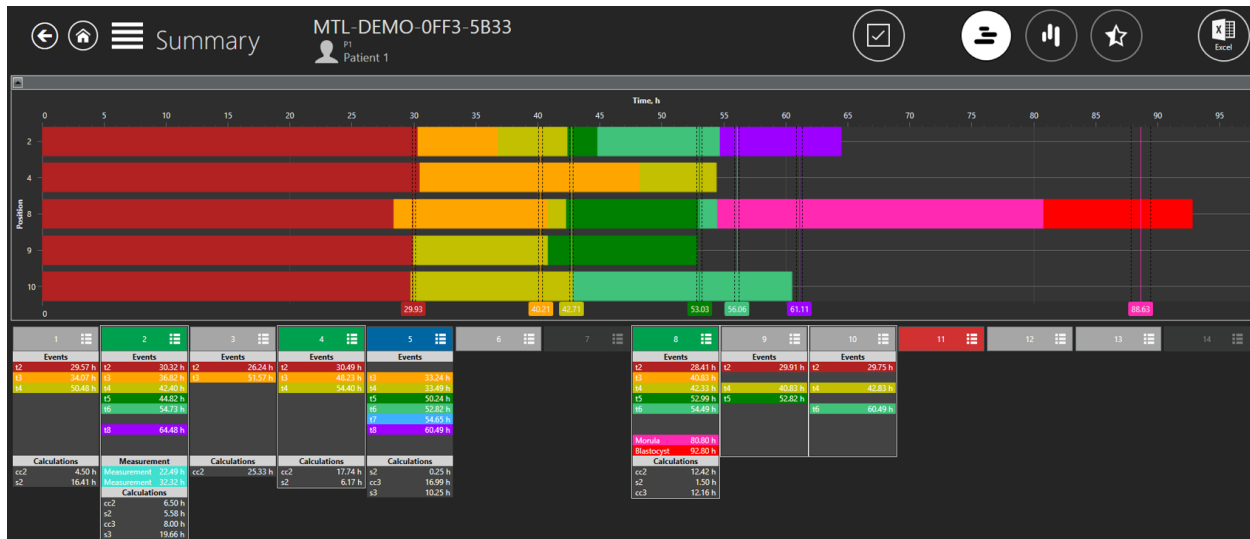 Summary
MTL-DEMO-0FF3-5B33
P1
Patient 1
Excel
Time, h
0 5 10 15 20 25 30 35 40 45 50 55 60 65 70 75 80 85 90 95
Position
2
4
8
9
10
0
29.93 40.21 42.71 53.03 56.06 61.11 88.63
1
Events
t2 29.57 h
t3 34.07 h
t4 50.48 h
Calculations
cc2 4.50 h
s2 16.41 h
2
Events
t2 30.32 h
t3 36.82 h
t4 42.40 h
t5 44.82 h
t6 54.73 h
t8 64.48 h
Measurement
Measurement 22.49 h
Measurement 32.32 h
Calculations
cc2 6.50 h
s2 5.58 h
cc3 8.00 h
s3 19.66 h
3
Events
t2 26.24 h
t3 51.57 h
Calculations
cc2 25.33 h
4
Events
t2 30.49 h
t3 48.23 h
t4 54.40 h
Calculations
cc2 17.74 h
s2 6.17 h
5
Events
t3 33.24 h
t4 33.49 h
t5 50.24 h
t6 52.82 h
t7 54.65 h
t8 60.49 h
Calculations
s2 0.25 h
cc3 16.99 h
s3 10.25 h
6
7
8
Events
t2 28.41 h
t3 40.83 h
t4 42.33 h
t5 52.99 h
t6 54.49 h
Morula 80.80 h
Blastocyst 92.80 h
Calculations
cc2 12.42 h
s2 1.50 h
cc3 12.16 h
9
Events
t2 29.91 h
t4 40.83 h
t5 52.82 h
10
Events
t2 29.75 h
t4 42.83 h
t6 60.49 h
11
12
13
14